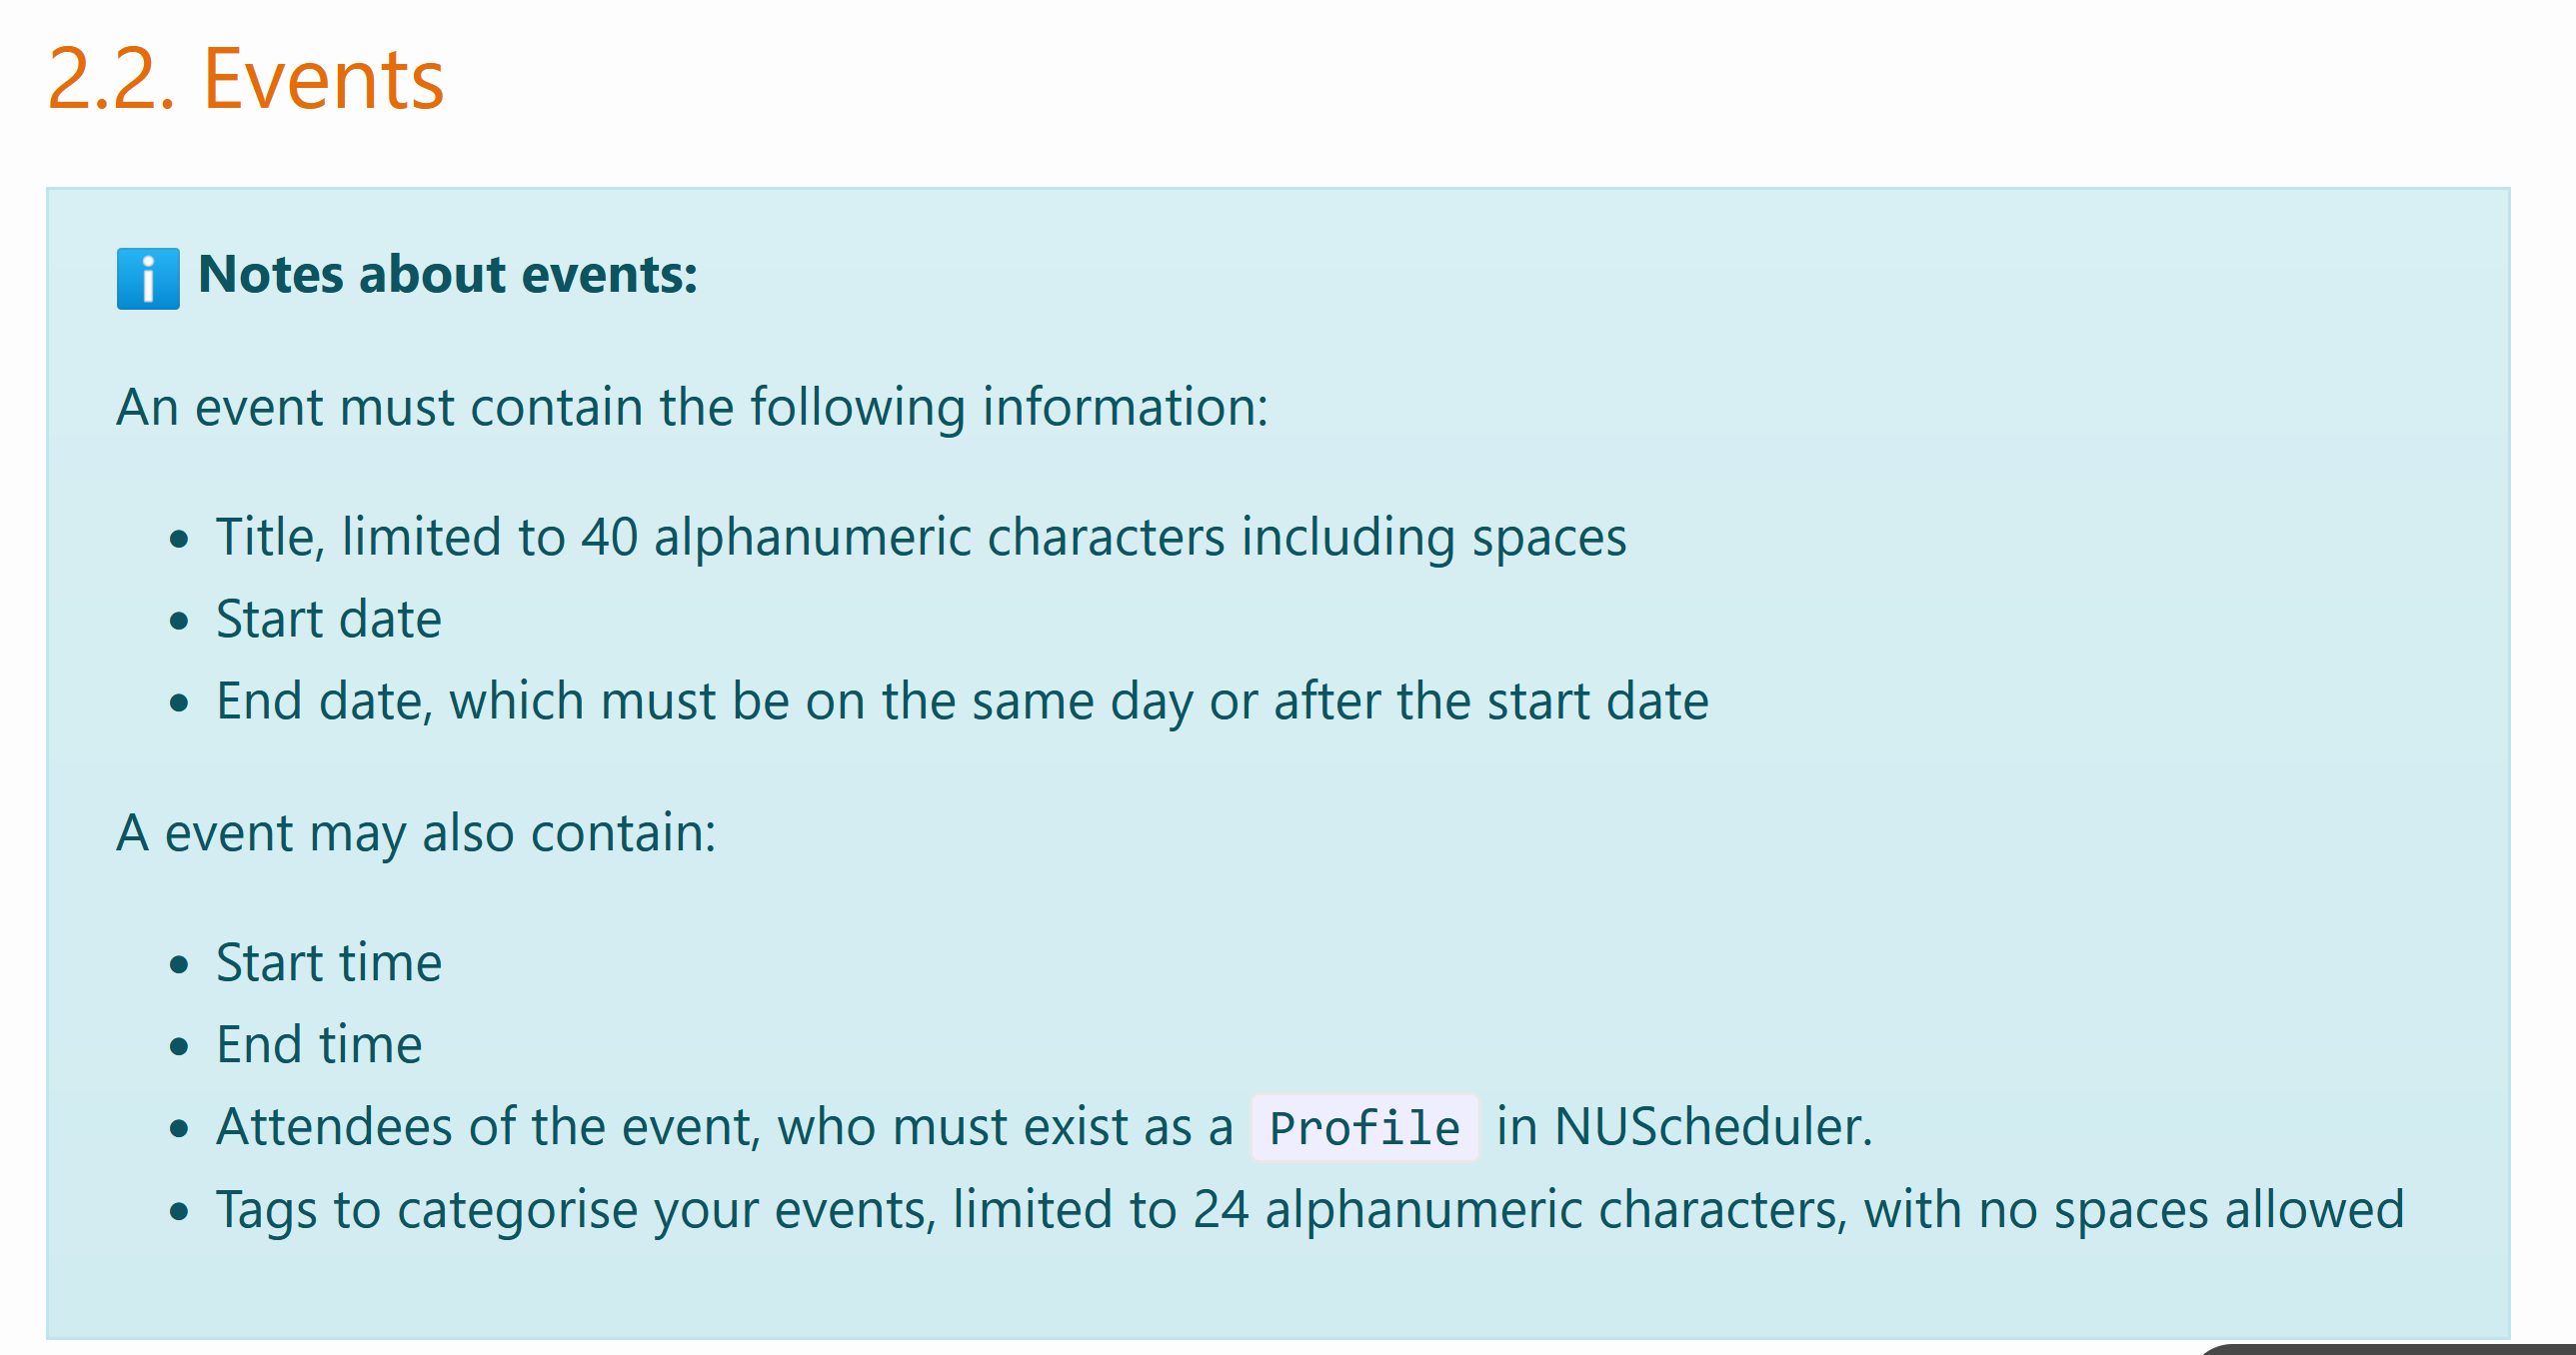 2.2. Events
ℹ️ Notes about events:
An event must contain the following information:
• Title, limited to 40 alphanumeric characters including spaces
• Start date
• End date, which must be on the same day or after the start date
A event may also contain:
• Start time
• End time
• Attendees of the event, who must exist as a Profile in NUScheduler.
• Tags to categorise your events, limited to 24 alphanumeric characters, with no spaces allowed